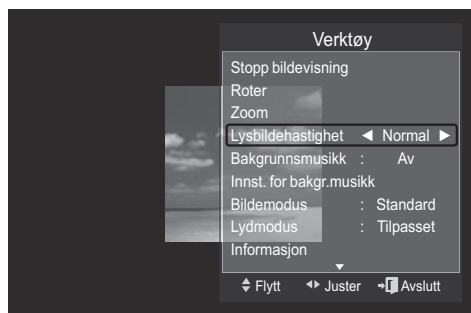 Verktøy
Stopp bildevisning
Roter
Zoom
Lysbildehastighet ◀ Normal ▶
Bakgrunnsmusikk : Av
Innst. for bakgr.musikk
Bildemodus : Standard
Lydmodus : Tilpasset
Informasjon
Flytt Juster Avslutt